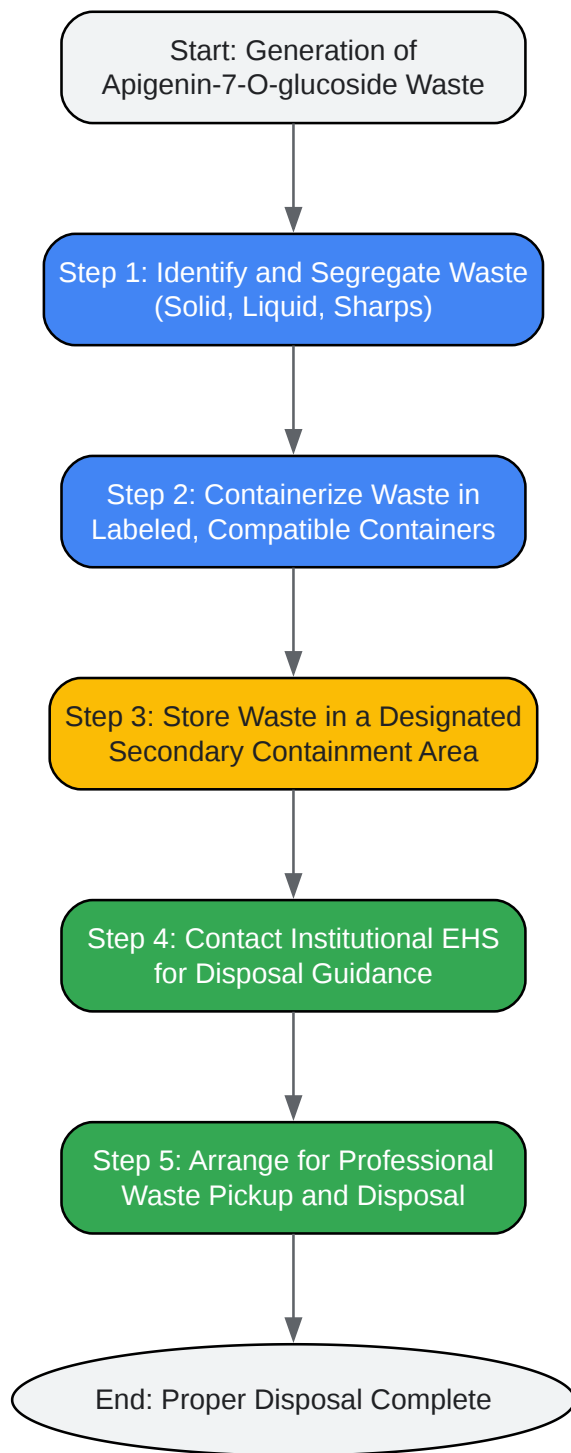 Start: Generation of
Apigenin-7-O-glucoside Waste
Step 1: Identify and Segregate Waste
(Solid, Liquid, Sharps)
Step 2: Containerize Waste in
Labeled, Compatible Containers
Step 3: Store Waste in a Designated
Secondary Containment Area
Step 4: Contact Institutional EHS
for Disposal Guidance
Step 5: Arrange for Professional
Waste Pickup and Disposal
End: Proper Disposal Complete